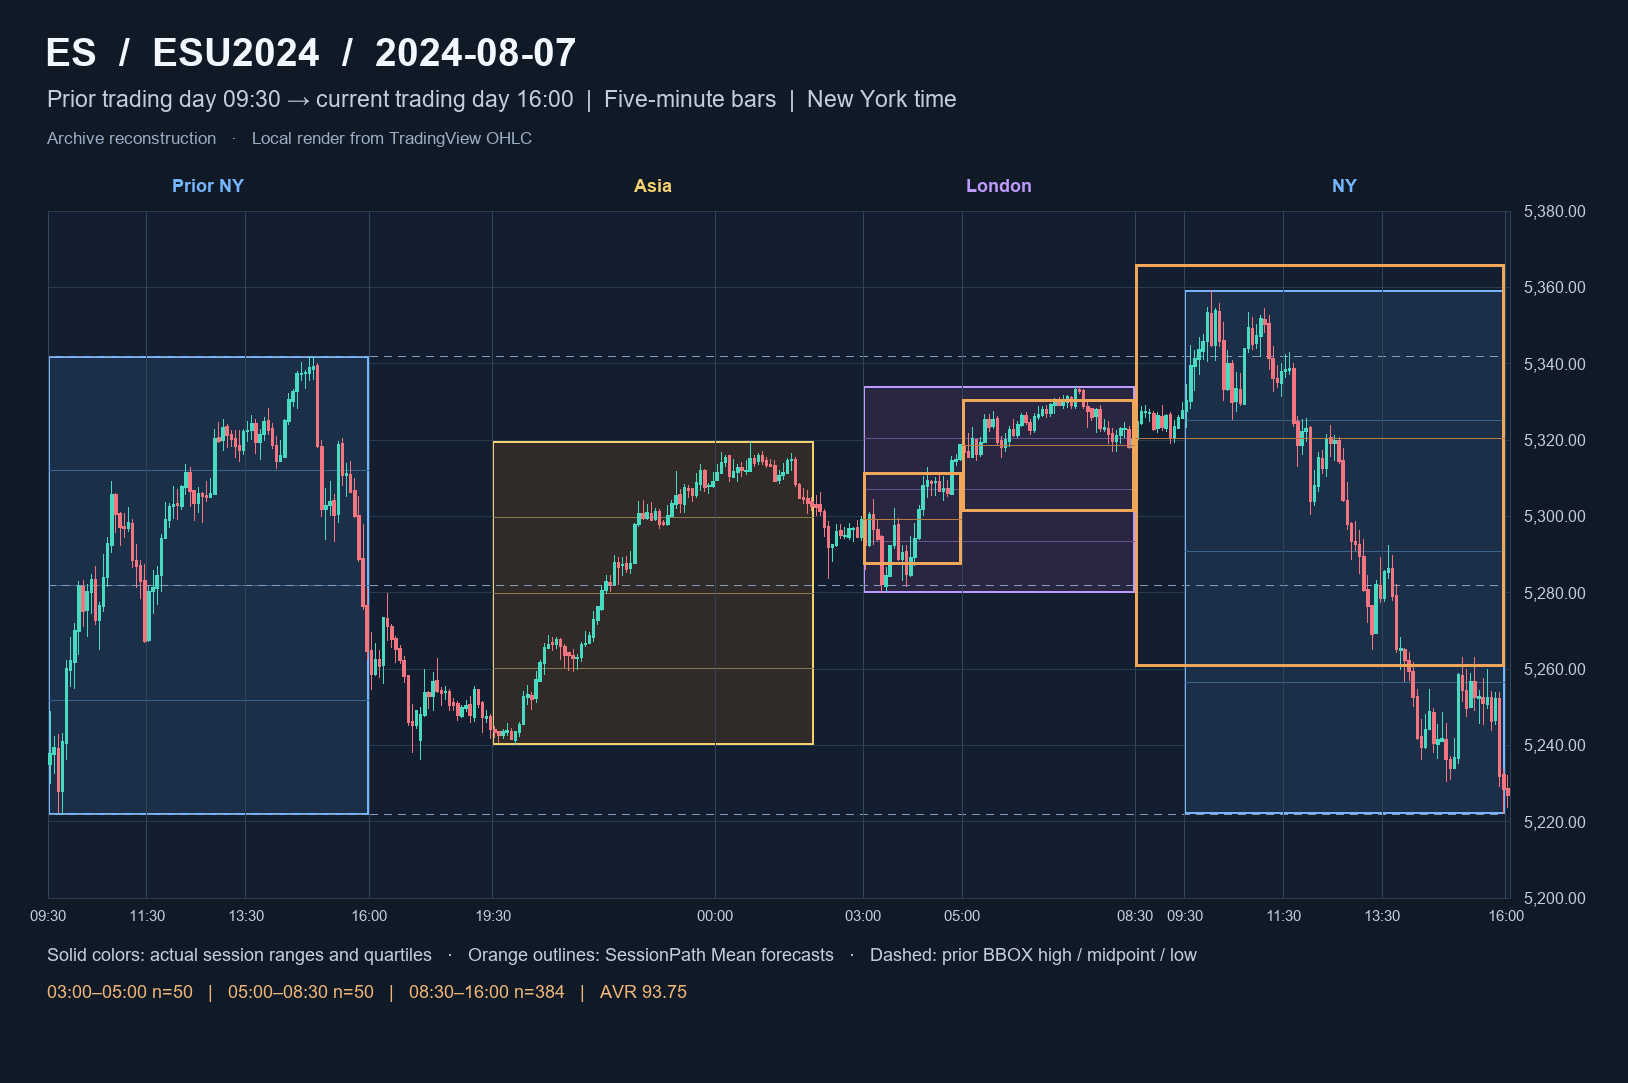 ES / ESU2024 / 2024-08-07
Prior trading day 09:30 → current trading day 16:00 | Five-minute bars | New York time
Archive reconstruction · Local render from TradingView OHLC
Prior NY Asia London NY
5,380.00
5,360.00
5,340.00
5,320.00
5,300.00
5,280.00
5,260.00
5,240.00
5,220.00
5,200.00
09:30 11:30 13:30 16:00 19:30 00:00 03:00 05:00 08:30 09:30 11:30 13:30 16:00
Solid colors: actual session ranges and quartiles · Orange outlines: SessionPath Mean forecasts · Dashed: prior BBOX high / midpoint / low
03:00–05:00 n=50 | 05:00–08:30 n=50 | 08:30–16:00 n=384 | AVR 93.75